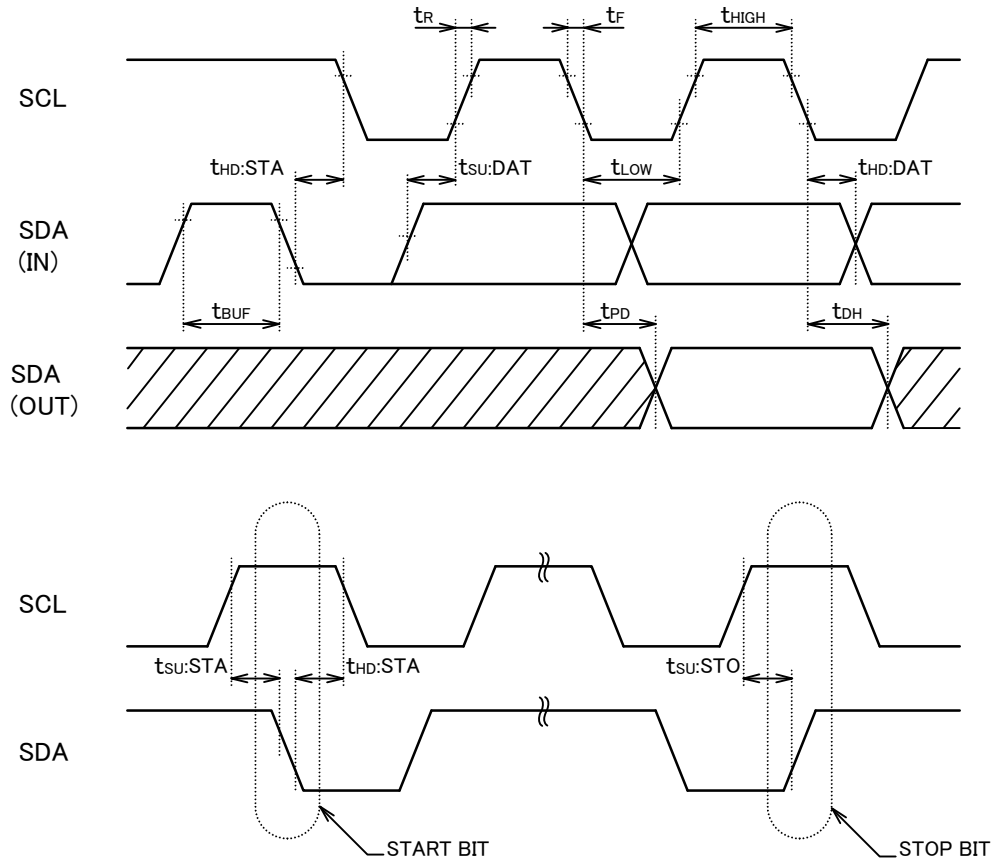 tR tF tHIGH
SCL
tHD:STA tSU:DAT tLOW tHD:DAT
SDA
(IN)
tBUF tPD tDH
SDA
(OUT)
SCL
tSU:STA tHD:STA tSU:STO
SDA
START BIT STOP BIT